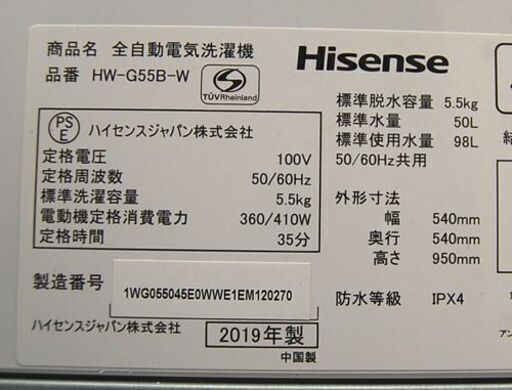 商品名 全自動電気洗濯機
品番 HW-G55B-W
S
TÜVRheinland
Hisense
PS
E
ハイセンスジャパン株式会社
定格電圧 100V
定格周波数 50/60Hz
標準洗濯容量 5.5kg
電動機定格消費電力 360/410W
定格時間 35分
標準脱水容量 5.5kg
標準水量 50L
標準使用水量 98L
50/60Hz共用
外形寸法
幅 540mm
奥行 540mm
高さ 950mm
防水等級 IPX4
製造番号 1WG055045E0WWE1EM120270
ハイセンスジャパン株式会社 2019年製
中国製